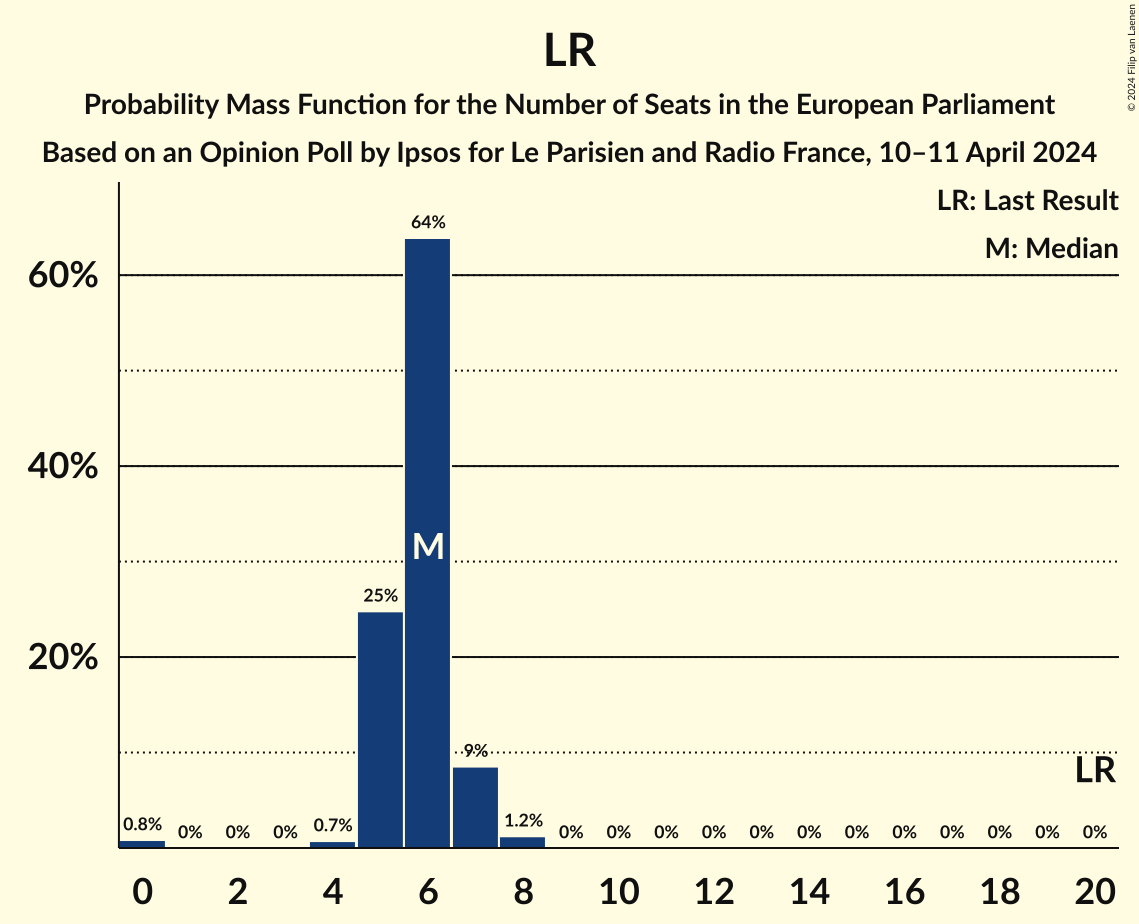 LR
Probability Mass Function for the Number of Seats in the European Parliament
Based on an Opinion Poll by Ipsos for Le Parisien and Radio France, 10–11 April 2024
© 2024 Filip van Laenen
LR: Last Result
M: Median
60%
40%
20%
0.8%
0%
0%
0%
0.7%
25%
64%
M
9%
1.2%
0%
0%
0%
0%
0%
0%
0%
0%
0%
0%
0%
0%
LR
0 2 4 6 8 10 12 14 16 18 20